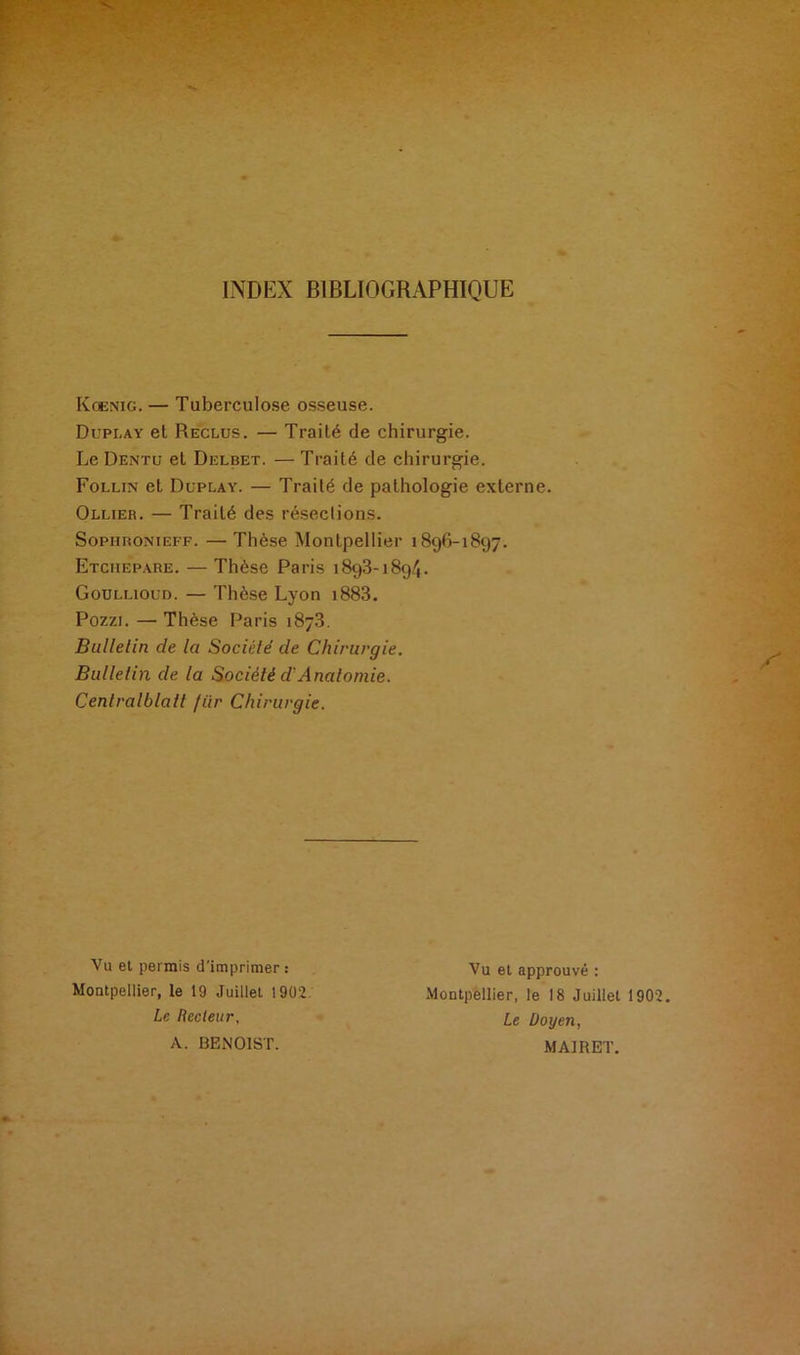 INDEX BIBLIOGRAPHIQUE
Kœnig. — Tuberculose osseuse.
Duplay et Reclus. — Traité de chirurgie.
Le Dentu et Delbet. — Traité de chirurgie.
Follin et Duplay. — Traité de pathologie externe.
Ollier. — Traité des résections.
Sophronieff. — Thèse Montpellier 1896-1897.
Etchepare. — Thèse Paris 1893-1894.
Goullioud. — Thèse Lyon 1883.
Pozzi. — Thèse Paris 1873.
Bulletin de la Société de Chirurgie.
Bulletin de la Société d'Anatomie.
Centralblatt für Chirurgie.
Vu et permis d'imprimer :
Montpellier, le 19 Juillet 1902.
Le Recteur,
A. BENOIST.
Vu et approuvé :
Montpellier, le 18 Juillet 1902.
Le Doyen,
MAIRET.